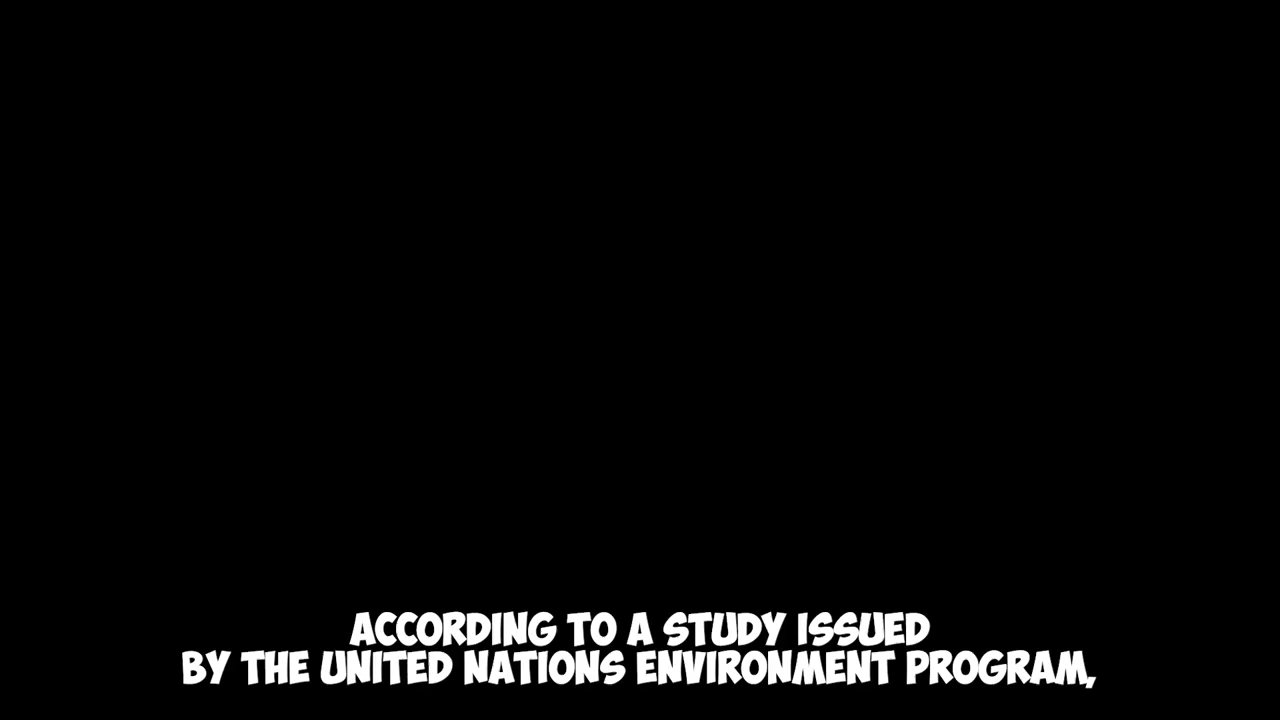 ACCORDING TO A STUDY ISSUED
BY THE UNITED NATIONS ENVIRONMENT PROGRAM,